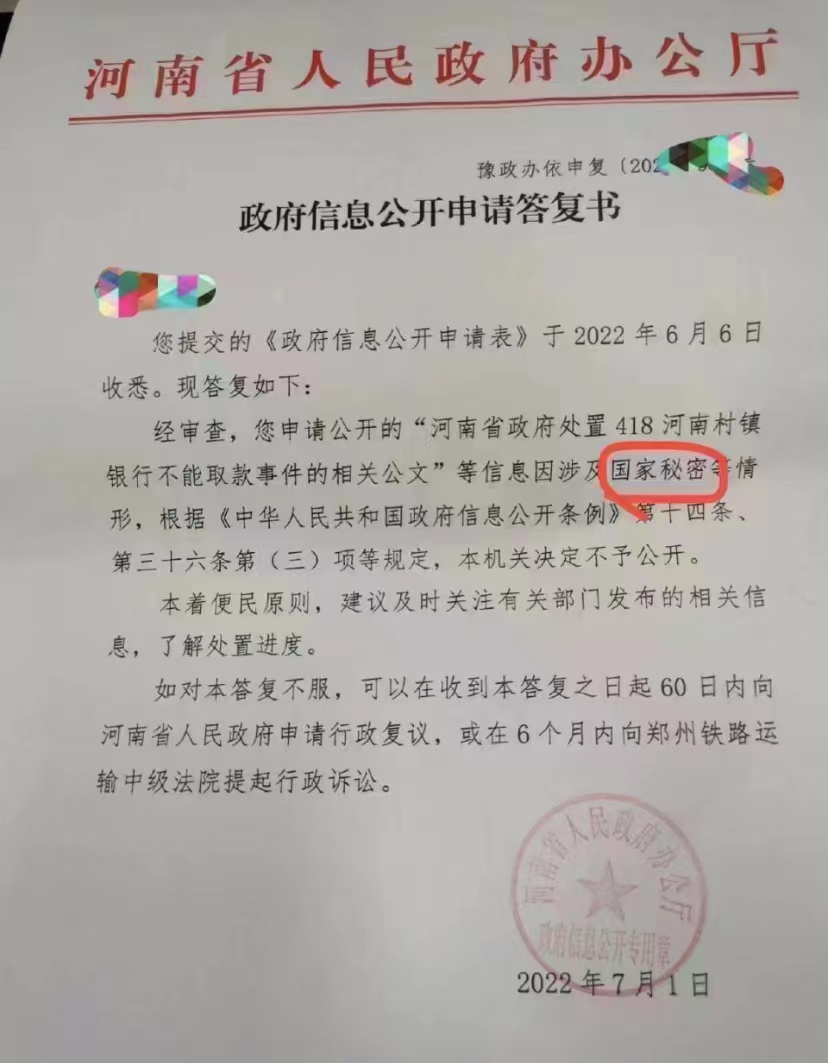 河南省人民政府办公厅
豫政办依申复〔202
政府信息公开申请答复书
您提交的《政府信息公开申请表》于2022年6月6日
收悉。现答复如下：
经审查，您申请公开的“河南省政府处置418河南村镇
银行不能取款事件的相关公文”等信息因涉及国家秘密等情
形，根据《中华人民共和国政府信息公开条例》第十四条、
第三十六条第（三）项等规定，本机关决定不予公开。
本着便民原则，建议及时关注有关部门发布的相关信
息，了解处置进度。
如对本答复不服，可以在收到本答复之日起60日内向
河南省人民政府申请行政复议，或在6个月内向郑州铁路运
输中级法院提起行政诉讼。
河南省人民政府办公厅
政府信息公开专用章
2022年7月1日